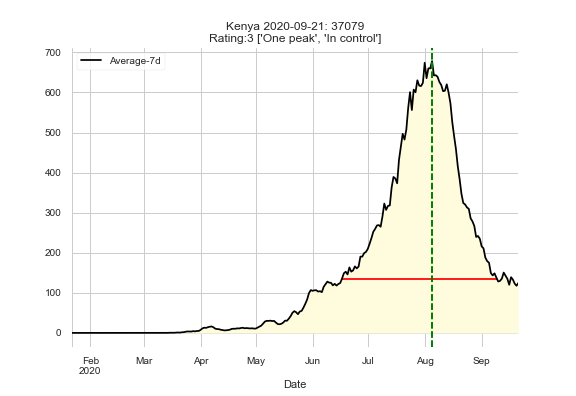 Kenya 2020-09-21: 37079
Rating:3 ['One peak', 'In control']
Average-7d
700
600
500
400
300
200
100
0
Feb Mar Apr May Jun Jul Aug Sep
2020
Date